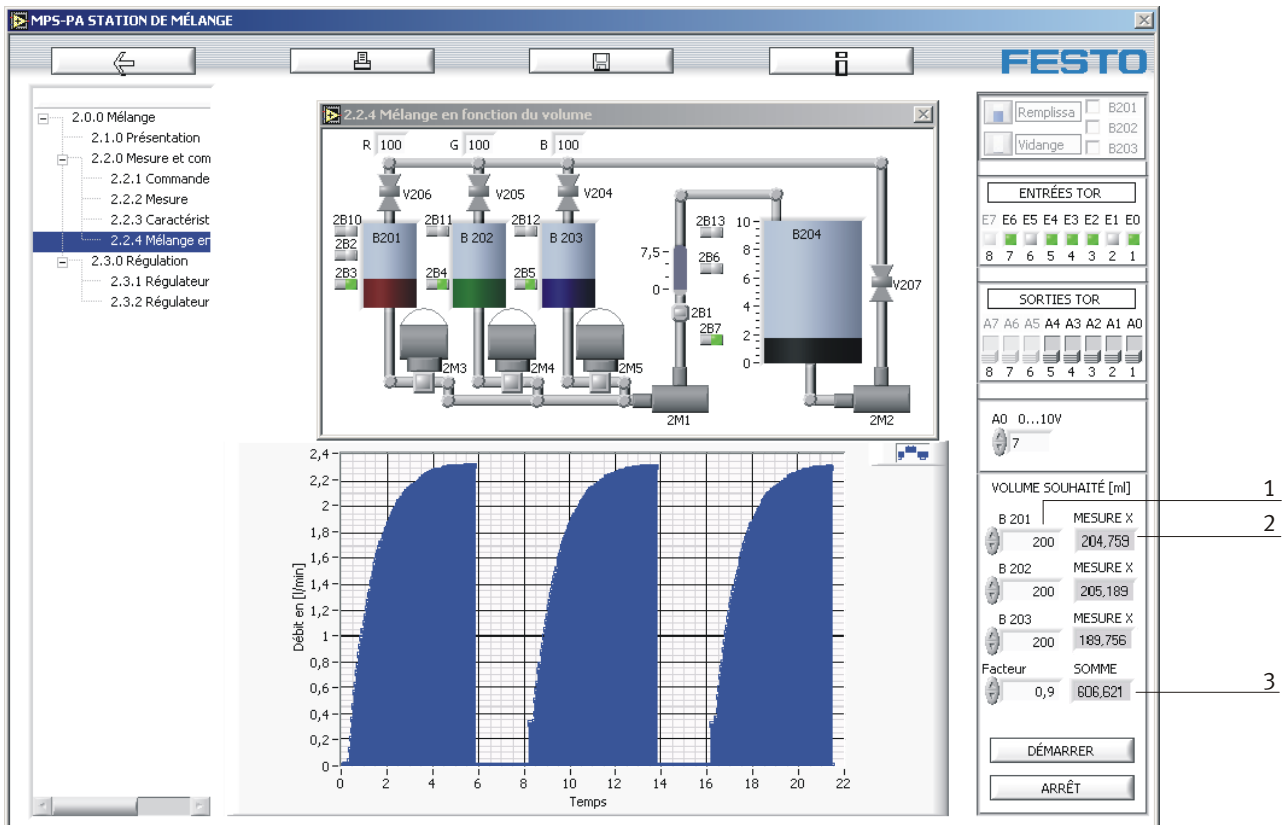 MPS-PA STATION DE MÉLANGE
FESTO
2.0.0 Mélange
2.1.0 Présentation
2.2.0 Mesure et com
2.2.1 Commande
2.2.2 Mesure
2.2.3 Caractérist
2.2.4 Mélange en
2.3.0 Régulation
2.3.1 Régulateur
2.3.2 Régulateur
2.2.4 Mélange en fonction du volume
R 100 G 100 B 100
V206 V205 V204
2B10 2B11 2B12 2B13
B201 B 202 B 203 B204
2B2 2B6
2B3 2B4 2B5
7,5
0
10
8
6
4
2
0
V207
2B1
2B7
2M3 2M4 2M5
2M1 2M2
Débit en [l/min]
2,4
2,2
2
1,8
1,6
1,4
1,2
1
0,8
0,6
0,4
0,2
0
0 2 4 6 8 10 12 14 16 18 20 22
Temps
Remplissa B201
B202
Vidange B203
ENTRÉES TOR
E7 E6 E5 E4 E3 E2 E1 E0
8 7 6 5 4 3 2 1
SORTIES TOR
A7 A6 A5 A4 A3 A2 A1 A0
8 7 6 5 4 3 2 1
A0 0...10V
7
VOLUME SOUHAITÉ [ml]
B 201 MESURE X
200 204,759
B 202 MESURE X
200 205,189
B 203 MESURE X
200 189,756
Facteur SOMME
0,9 606,621
DÉMARRER
ARRÊT
1
2
3